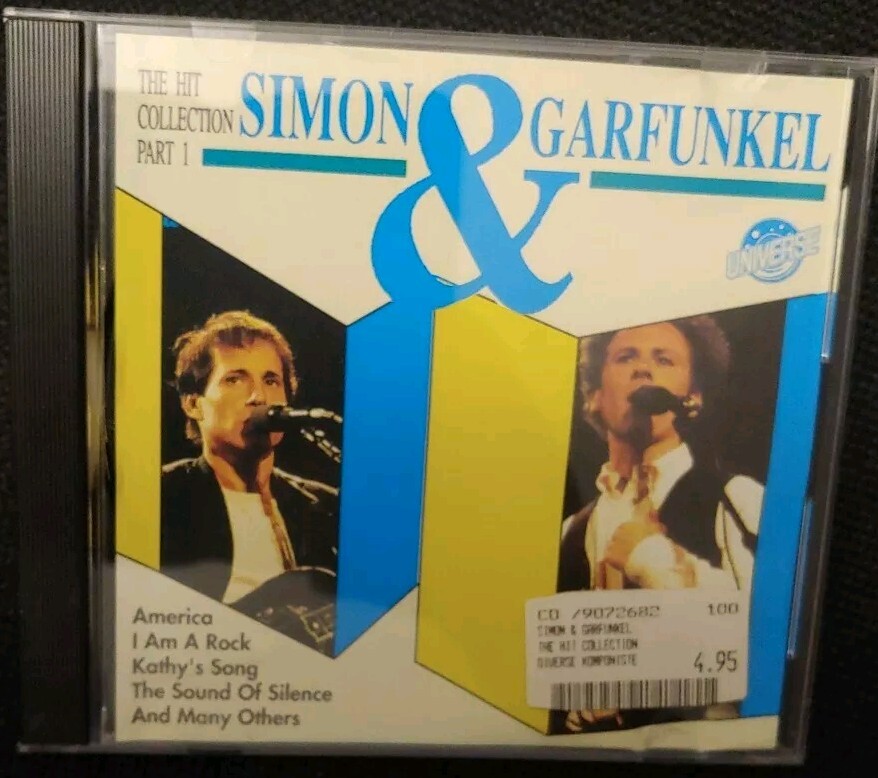 THE HIT
COLLECTION
PART 1
SIMON & GARFUNKEL
UNIVERSE
America
I Am A Rock
Kathy's Song
The Sound Of Silence
And Many Others
CD /9072682 100
SIMON & GARFUNKEL
THE HIT COLLECTION
DIVERSE KOMPONISTE 4.95